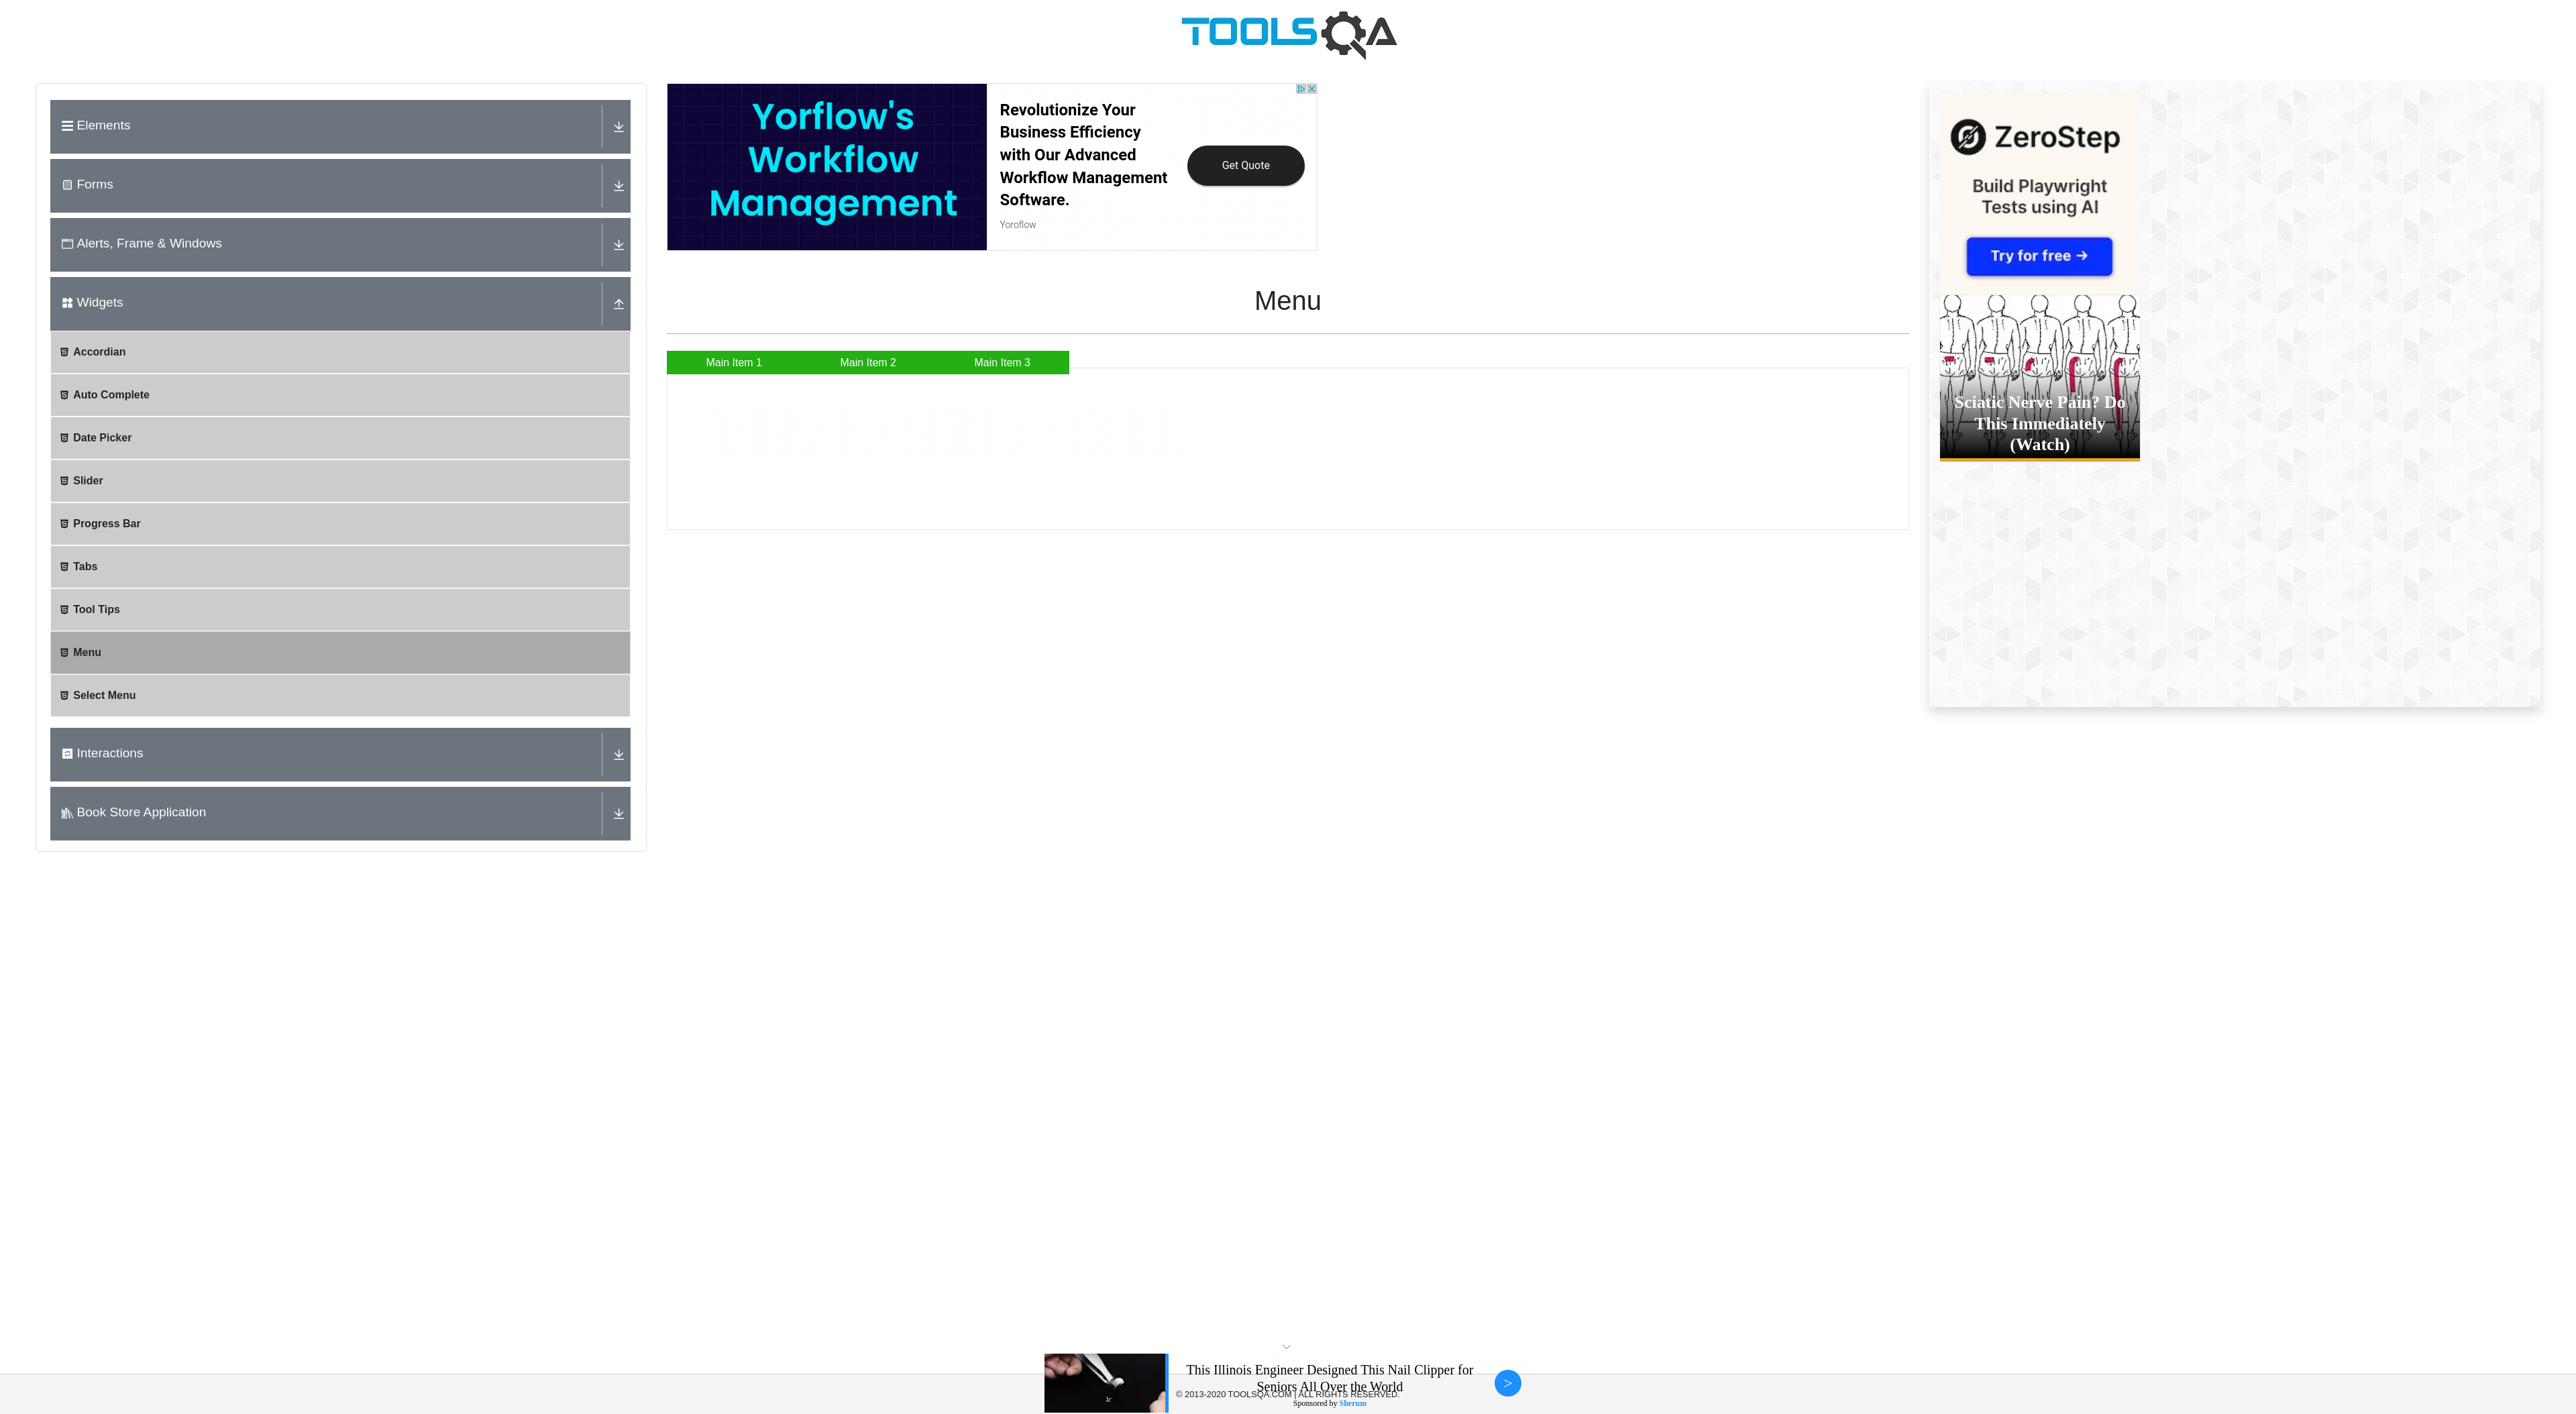 TOOLSQA
Elements
Forms
Alerts, Frame & Windows
Widgets
Accordian
Auto Complete
Date Picker
Slider
Progress Bar
Tabs
Tool Tips
Menu
Select Menu
Interactions
Book Store Application
Yorflow's
Workflow
Management
Revolutionize Your
Business Efficiency
with Our Advanced
Workflow Management
Software.
Yoroflow
Get Quote
Menu
Main Item 1
Main Item 2
Main Item 3
ZeroStep
Build Playwright
Tests using AI
Try for free →
Sciatic Nerve Pain? Do
This Immediately
(Watch)
This Illinois Engineer Designed This Nail Clipper for
Seniors All Over the World
© 2013-2020 TOOLSQA.COM | ALL RIGHTS RESERVED.
Sponsored by Sherum
>